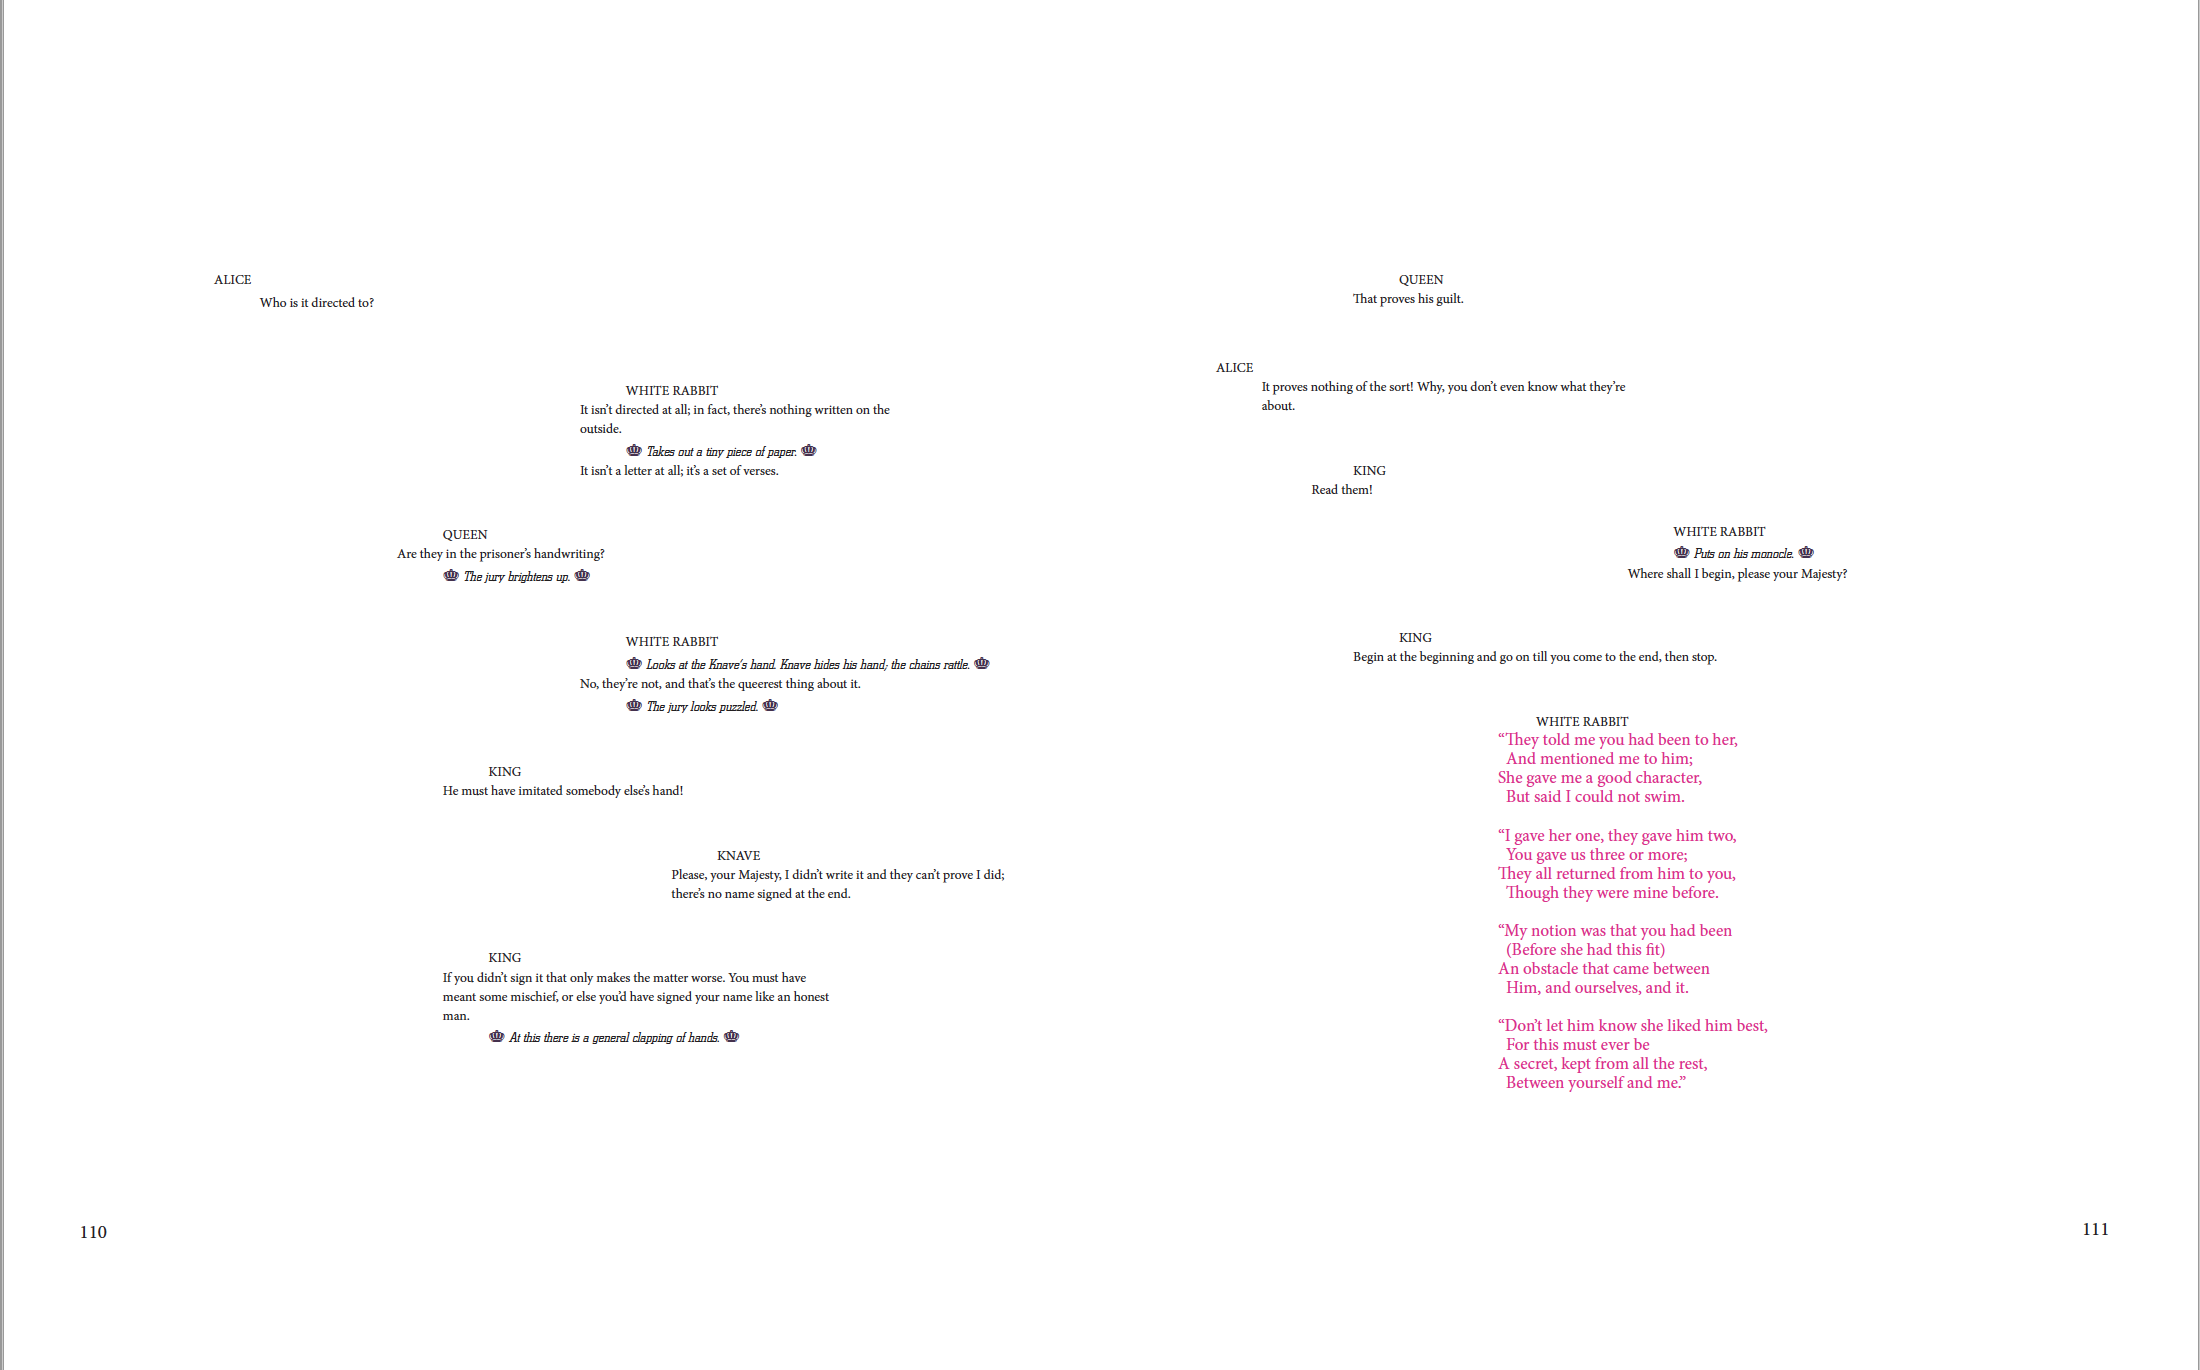 ALICE
Who is it directed to?
WHITE RABBIT
It isn’t directed at all; in fact, there’s nothing written on the
outside.
Takes out a tiny piece of paper.
It isn’t a letter at all; it’s a set of verses.
QUEEN
Are they in the prisoner’s handwriting?
The jury brightens up.
WHITE RABBIT
Looks at the Knave’s hand. Knave hides his hand; the chains rattle.
No, they’re not, and that’s the queerest thing about it.
The jury looks puzzled.
KING
He must have imitated somebody else’s hand!
KNAVE
Please, your Majesty, I didn’t write it and they can’t prove I did;
there’s no name signed at the end.
KING
If you didn’t sign it that only makes the matter worse. You must have
meant some mischief, or else you’d have signed your name like an honest
man.
At this there is a general clapping of hands.
110
QUEEN
That proves his guilt.
ALICE
It proves nothing of the sort! Why, you don’t even know what they’re
about.
KING
Read them!
WHITE RABBIT
Puts on his monocle.
Where shall I begin, please your Majesty?
KING
Begin at the beginning and go on till you come to the end, then stop.
WHITE RABBIT
“They told me you had been to her,
And mentioned me to him;
She gave me a good character,
But said I could not swim.
“I gave her one, they gave him two,
You gave us three or more;
They all returned from him to you,
Though they were mine before.
“My notion was that you had been
(Before she had this fit)
An obstacle that came between
Him, and ourselves, and it.
“Don’t let him know she liked him best,
For this must ever be
A secret, kept from all the rest,
Between yourself and me.”
111